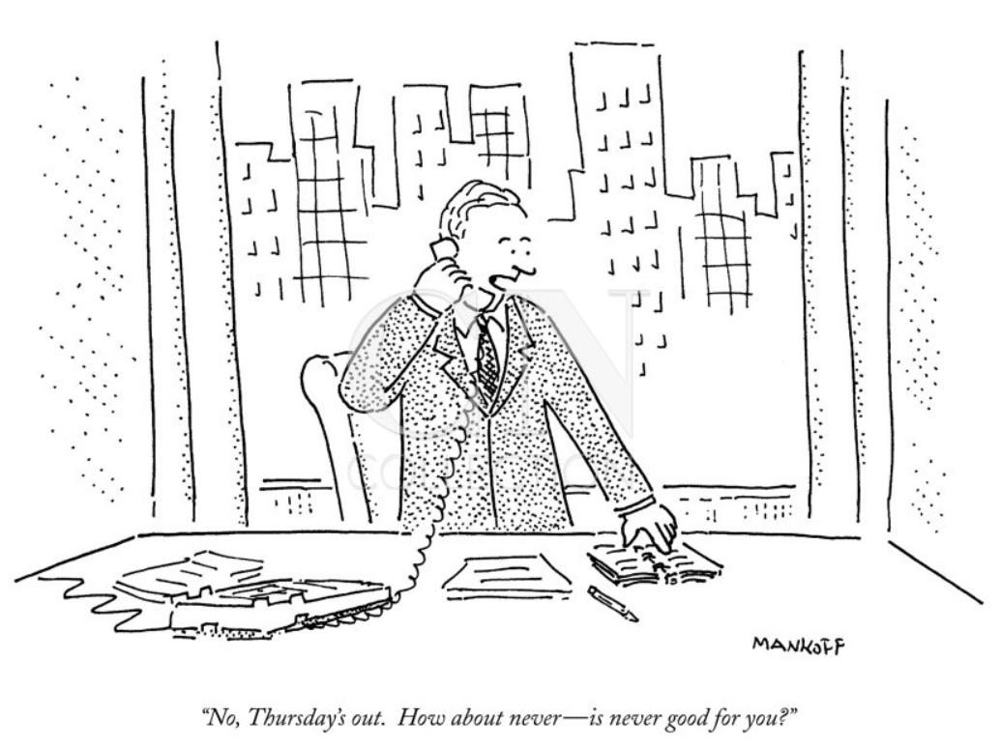 MANKOFF
“No, Thursday’s out. How about never—is never good for you?”